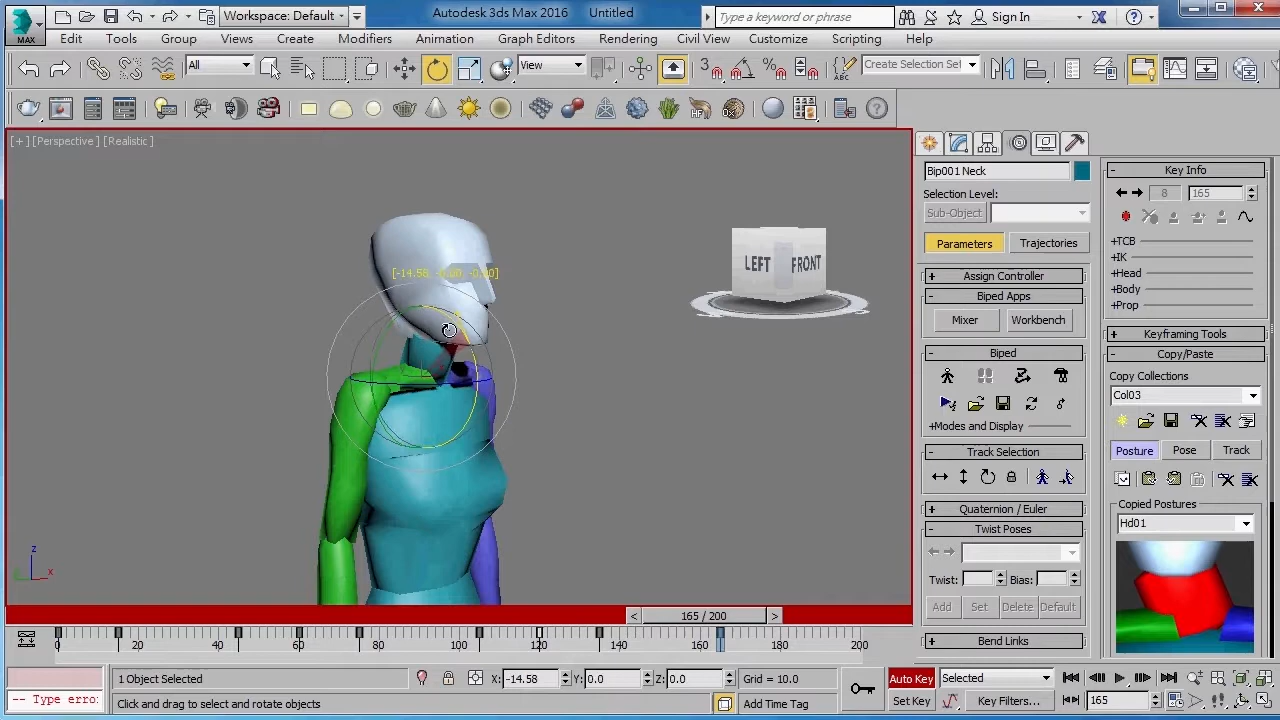 Workspace: Default
Autodesk 3ds Max 2016
Untitled
Type a keyword or phrase
Sign In
MAX
Edit
Tools
Group
Views
Create
Modifiers
Animation
Graph Editors
Rendering
Civil View
Customize
Scripting
Help
All
View
Create Selection Set
[+] [Perspective ] [Realistic ]
LEFT
FRONT
Bip001 Neck
Selection Level:
Sub-Object
Parameters
Trajectories
+ Assign Controller
- Biped Apps
Mixer
Workbench
- Biped
+Modes and Display
- Track Selection
+ Quaternion / Euler
- Twist Poses
Twist:
Bias:
Add
Set
Delete
Default
+ Bend Links
- Key Info
8
165
+TCB
+IK
+Head
+Body
+Prop
+ Keyframing Tools
- Copy/Paste
Copy Collections
Col03
Posture
Pose
Track
Copied Postures
Hd01
z
x
< 165 / 200 >
0 20 40 60 80 100 120 140 160 180 200
1 Object Selected
X: -14.58
Y: 0.0
Z: 0.0
Grid = 10.0
Auto Key
Selected
-- Type erro:
Click and drag to select and rotate objects
Add Time Tag
Set Key
Key Filters...
165